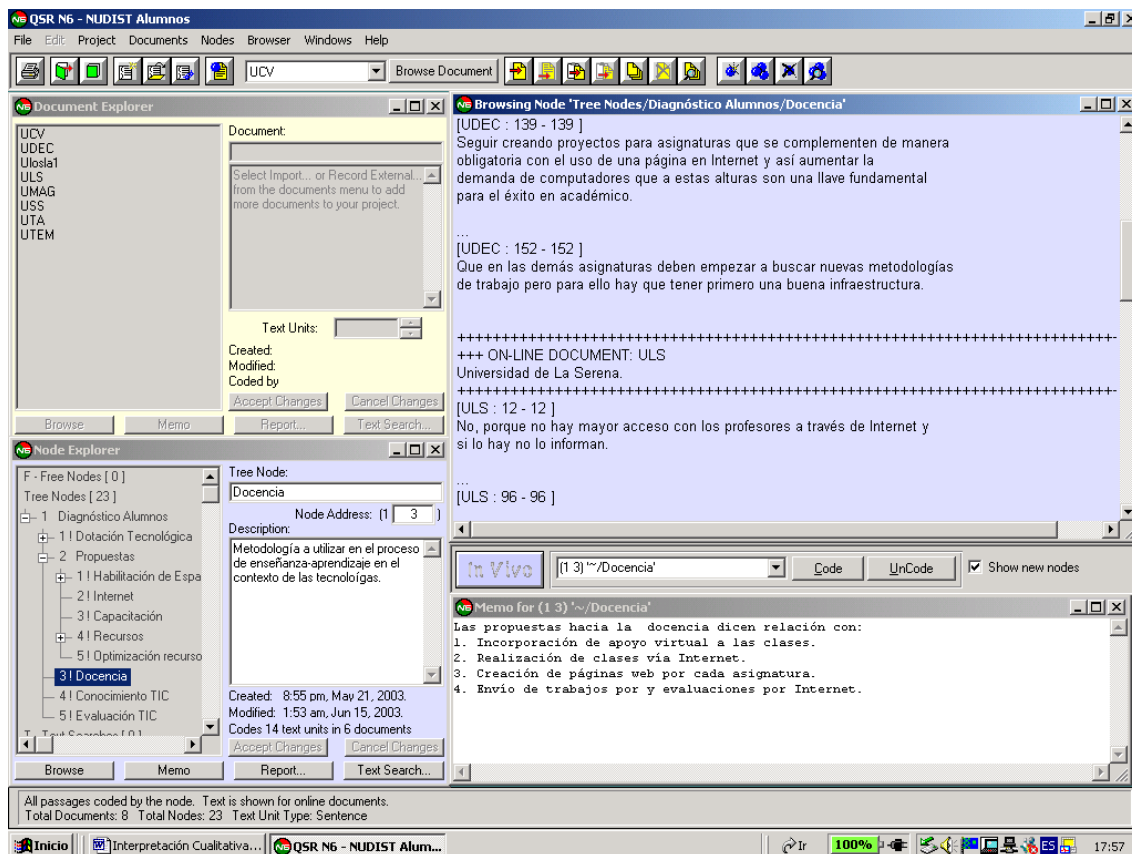 QSR N6 - NUDIST Alumnos
File Edit Project Documents Nodes Browser Windows Help
UCV Browse Document
Document Explorer
UCV
UDEC
Ulosla1
ULS
UMAG
USS
UTA
UTEM
Document:
Select Import... or Record External...
from the documents menu to add
more documents to your project.
Text Units:
Created:
Modified:
Coded by
Accept Changes Cancel Changes
Browse Memo Report... Text Search...
Node Explorer
F - Free Nodes [ 0 ]
Tree Nodes [ 23 ]
1 Diagnóstico Alumnos
1 ! Dotación Tecnológica
2 Propuestas
1 ! Habilitación de Espa
2 ! Internet
3 ! Capacitación
4 ! Recursos
5 ! Optimización recurso
3 ! Docencia
4 ! Conocimiento TIC
5 ! Evaluación TIC
T - Text Searches [ 0 ]
Tree Node:
Docencia
Node Address: (1 3 )
Description:
Metodología a utilizar en el proceso
de enseñanza-aprendizaje en el
contexto de las tecnoloígas.
Created: 8:55 pm, May 21, 2003.
Modified: 1:53 am, Jun 15, 2003.
Codes 14 text units in 6 documents
Accept Changes Cancel Changes
Browse Memo Report... Text Search...
Browsing Node 'Tree Nodes/Diagnóstico Alumnos/Docencia'
[UDEC : 139 - 139 ]
Seguir creando proyectos para asignaturas que se complementen de manera
obligatoria con el uso de una página en Internet y así aumentar la
demanda de computadores que a estas alturas son una llave fundamental
para el éxito en académico.
...
[UDEC : 152 - 152 ]
Que en las demás asignaturas deben empezar a buscar nuevas metodologías
de trabajo pero para ello hay que tener primero una buena infraestructura.
++++++++++++++++++++++++++++++++++++++++++++++++++++++++++++++++++++++++++-
+++ ON-LINE DOCUMENT: ULS
Universidad de La Serena.
++++++++++++++++++++++++++++++++++++++++++++++++++++++++++++++++++++++++++-
[ULS : 12 - 12 ]
No, porque no hay mayor acceso con los profesores a través de Internet y
si lo hay no lo informan.
...
[ULS : 96 - 96 ]
In Vivo (1 3) '~/Docencia' Code UnCode Show new nodes
Memo for (1 3) '~/Docencia'
Las propuestas hacia la docencia dicen relación con:
1. Incorporación de apoyo virtual a las clases.
2. Realización de clases vía Internet.
3. Creación de páginas web por cada asignatura.
4. Envío de trabajos por y evaluaciones por Internet.
All passages coded by the node. Text is shown for online documents.
Total Documents: 8 Total Nodes: 23 Text Unit Type: Sentence
Inicio Interpretación Cualitativa... QSR N6 - NUDIST Alum... Ir 100% ES 17:57